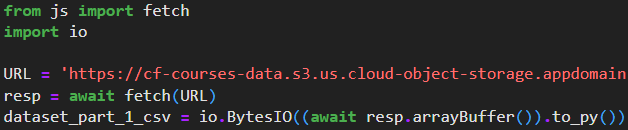 from js import fetch
import io
URL = 'https://cf-courses-data.s3.us.cloud-object-storage.appdomain
resp = await fetch(URL)
dataset_part_1_csv = io.BytesIO((await resp.arrayBuffer()).to_py())